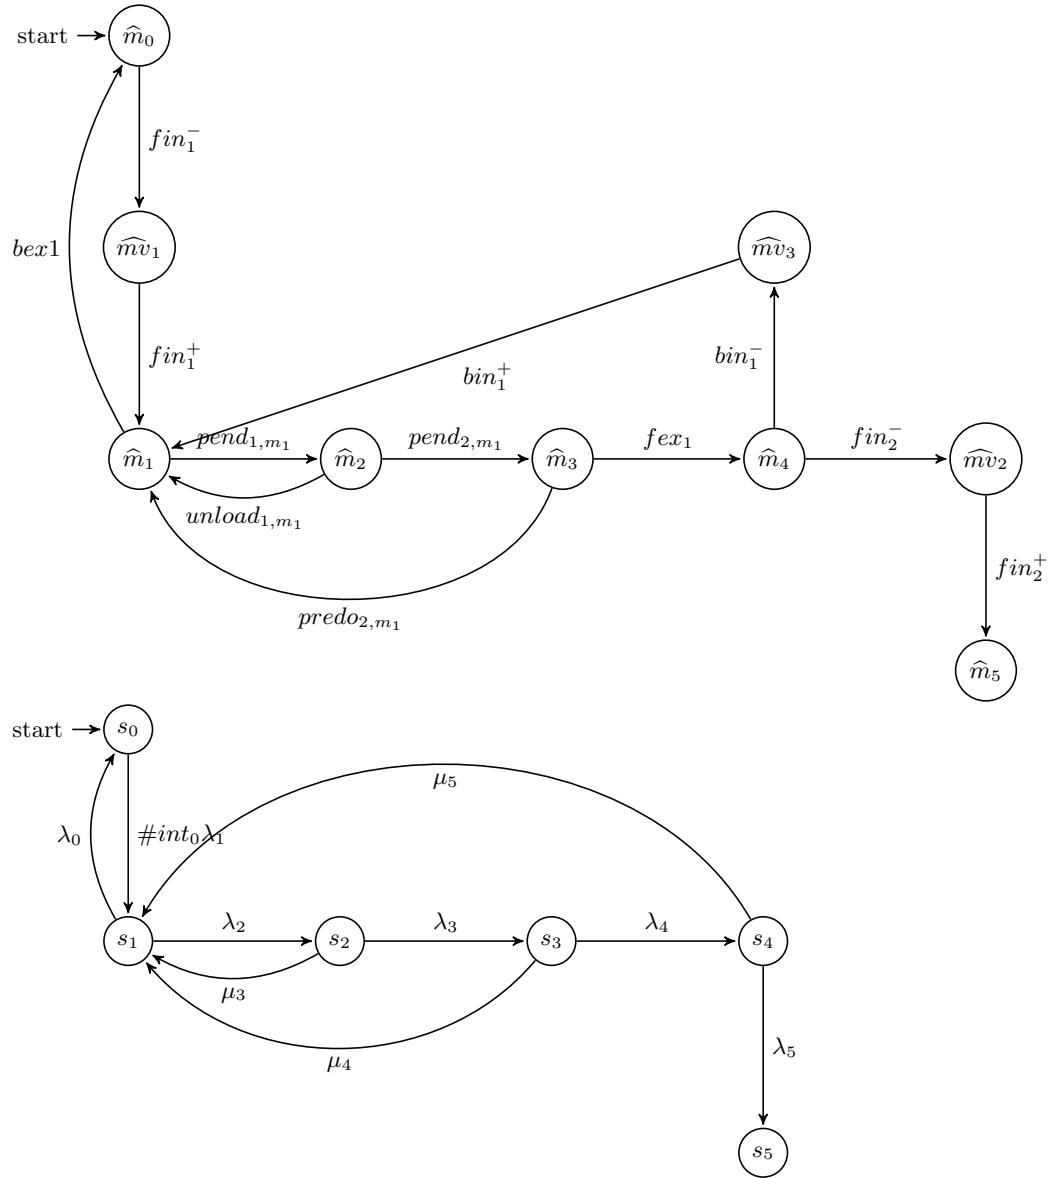 start m̂₀
fin₁⁻
bex1 m̂v₁ m̂v₃
fin₁⁺ bin₁⁻
bin₁⁺
m̂₁ pend₁,ₘ₁ m̂₂ pend₂,ₘ₁ m̂₃ fex₁ m̂₄ fin₂⁻ m̂v₂
unload₁,ₘ₁
fin₂⁺
predo₂,ₘ₁
m̂₅
start s₀
μ₅
λ₀ #int₀λ₁
s₁ λ₂ s₂ λ₃ s₃ λ₄ s₄
μ₃
μ₄ λ₅
s₅